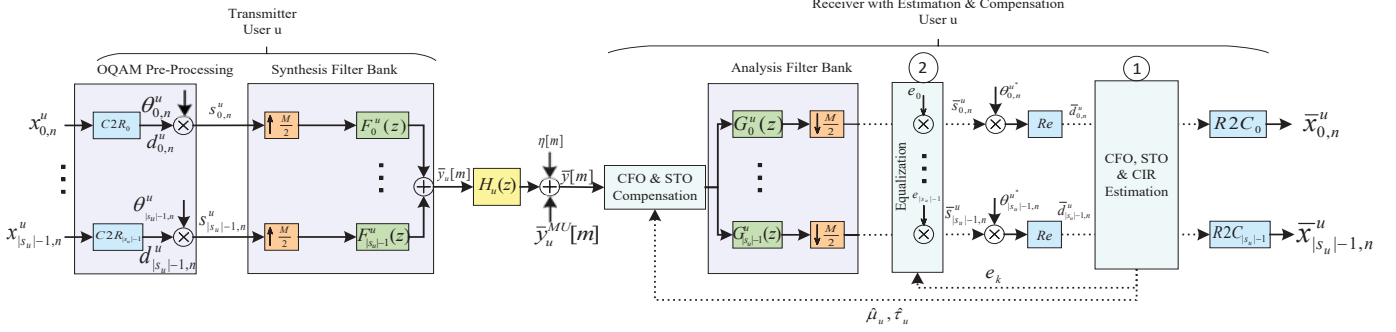 Transmitter
User u
Receiver with Estimation & Compensation
User u
OQAM Pre-Processing
Synthesis Filter Bank
Analysis Filter Bank
2
1
x^u_{0,n}
C2R_0
θ^u_{0,n}
d^u_{0,n}
s^u_{0,n}
↑ M/2
F^u_0(z)
x^u_{|s_u|-1,n}
C2R_{|s_u|-1}
θ^u_{|s_u|-1,n}
d^u_{|s_u|-1,n}
s^u_{|s_u|-1,n}
↑ M/2
F^u_{|s_u|-1}(z)
ȳ_u[m]
H_u(z)
η[m]
ȳ[m]
ȳ_u^{MU}[m]
CFO & STO
Compensation
G^u_0(z)
↓ M/2
G^u_{|s_u|-1}(z)
↓ M/2
Equalization
e_0
e_{|s_u|-1}
s̄^u_{0,n}
θ^{u*}_{0,n}
Re
d̄^u_{0,n}
s̄^u_{|s_u|-1,n}
θ^{u*}_{|s_u|-1,n}
Re
d̄^u_{|s_u|-1,n}
CFO, STO
& CIR
Estimation
R2C_0
x̄^u_{0,n}
R2C_{|s_u|-1}
x̄^u_{|s_u|-1,n}
e_k
μ̂_u, τ̂_u